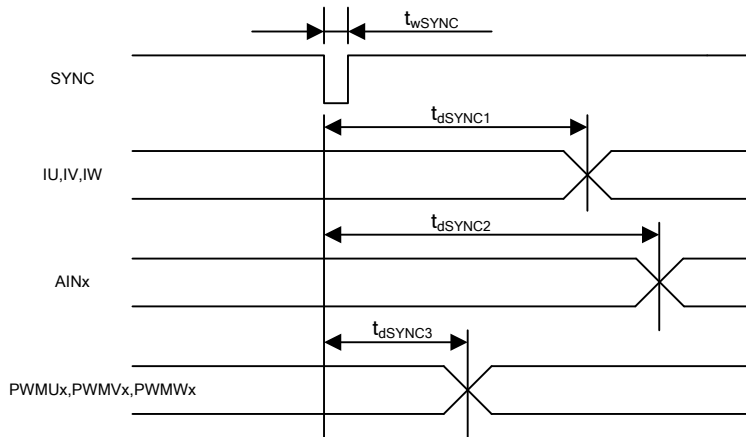 twSYNC
SYNC
tdSYNC1
IU,IV,IW
tdSYNC2
AINx
tdSYNC3
PWMUx,PWMVx,PWMWx